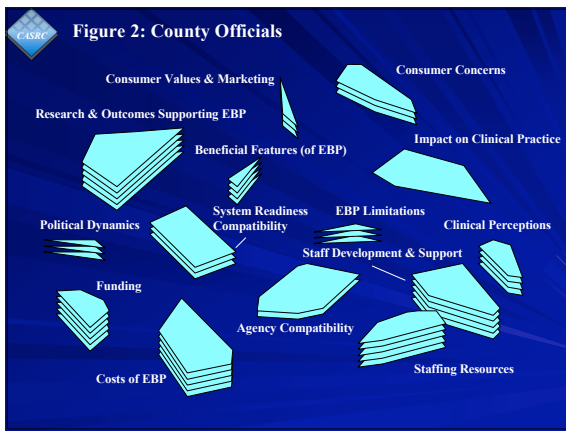 CASRC
Figure 2: County Officials
Consumer Concerns
Consumer Values & Marketing
Research & Outcomes Supporting EBP
Impact on Clinical Practice
Beneficial Features (of EBP)
System Readiness
Compatibility
EBP Limitations
Political Dynamics
Clinical Perceptions
Staff Development & Support
Funding
Agency Compatibility
Staffing Resources
Costs of EBP